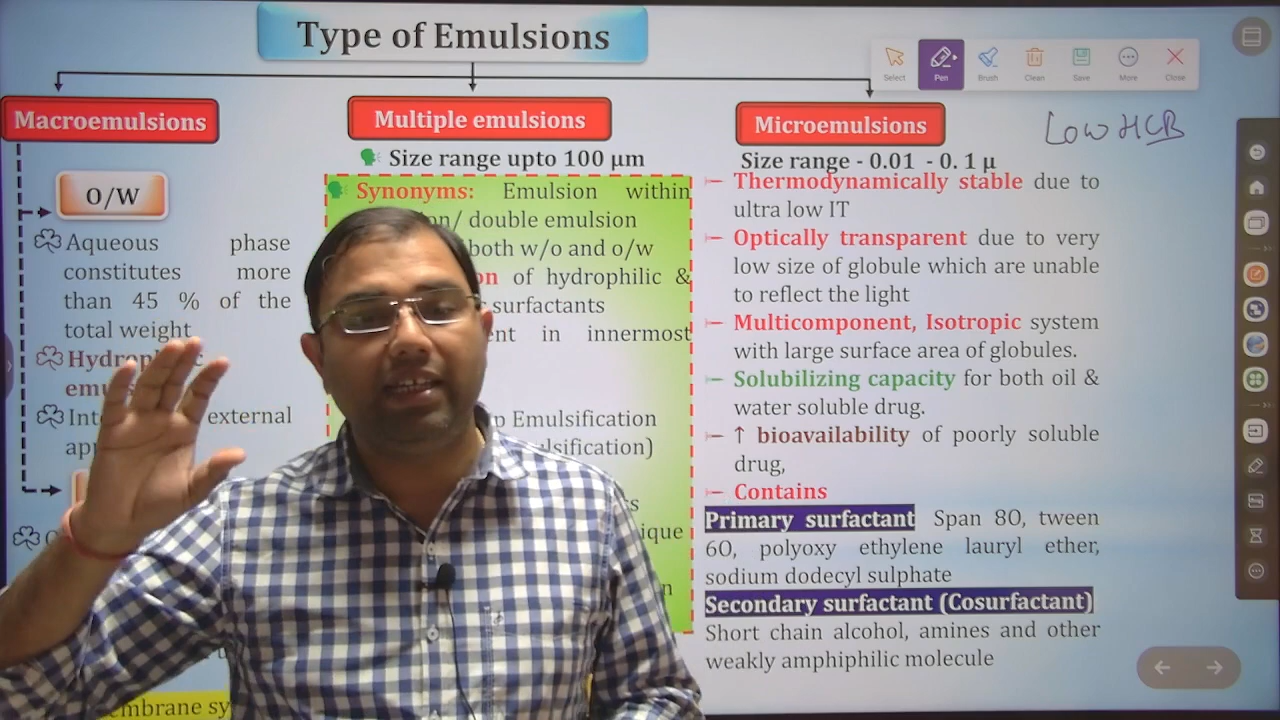 Type of Emulsions
Select
Pen
Brush
Clean
Save
More
Close
Macroemulsions
O/W
Aqueous phase
constitutes more
than 45 % of the
total weight
external
Multiple emulsions
Size range upto 100 µm
Synonyms: Emulsion within
double emulsion
both w/o and o/w
of hydrophilic &
surfactants
in innermost
Emulsification
Microemulsions
Low HLB
Size range - 0.01 - 0. 1 µ
Thermodynamically stable due to
ultra low IT
Optically transparent due to very
low size of globule which are unable
to reflect the light
Multicomponent, Isotropic system
with large surface area of globules.
Solubilizing capacity for both oil &
water soluble drug.
↑ bioavailability of poorly soluble
drug,
Contains
Primary surfactant Span 80, tween
60, polyoxy ethylene lauryl ether,
sodium dodecyl sulphate
Secondary surfactant (Cosurfactant)
Short chain alcohol, amines and other
weakly amphiphilic molecule